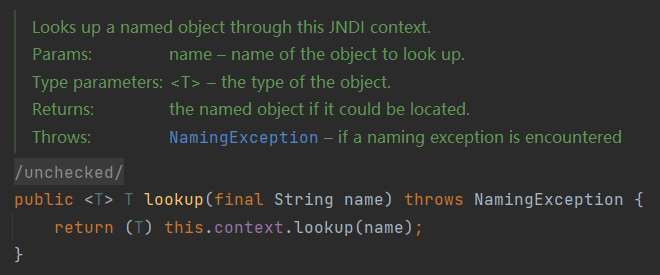 Looks up a named object through this JNDI context.
Params: name – name of the object to look up.
Type parameters: <T> – the type of the object.
Returns: the named object if it could be located.
Throws: NamingException – if a naming exception is encountered
/unchecked/
public <T> T lookup(final String name) throws NamingException {
    return (T) this.context.lookup(name);
}